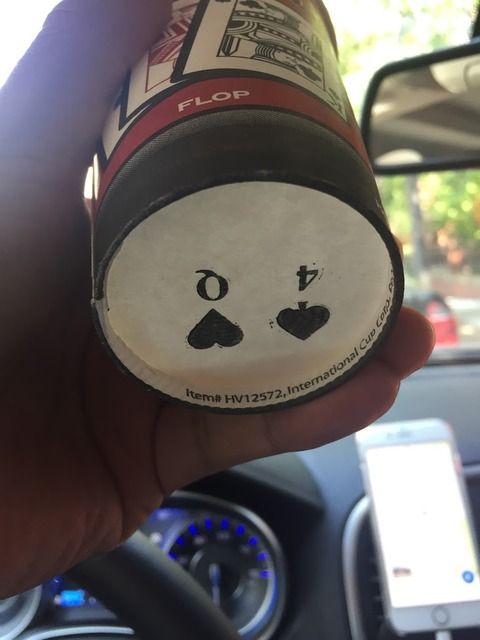 FLOP
Q 4
Item# HV12572, International Cup Corp.